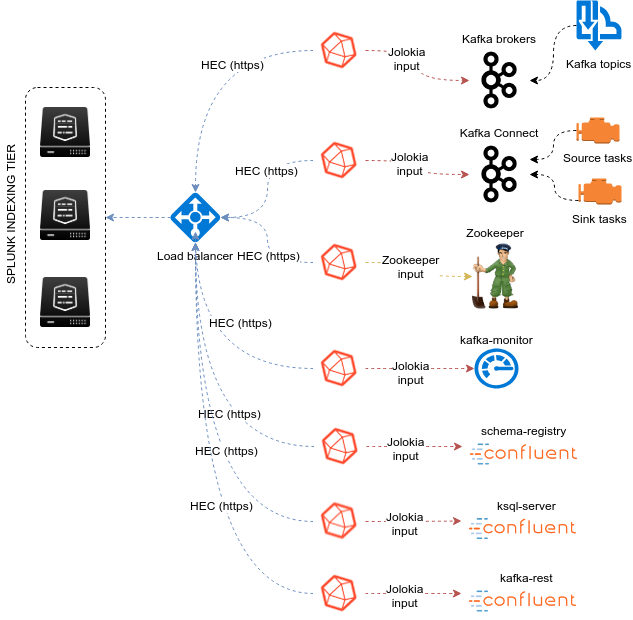 Kafka brokers
HEC (https)
Jolokia
input
Kafka topics
Kafka Connect
Source tasks
HEC (https)
Jolokia
input
Sink tasks
SPLUNK INDEXING TIER
Zookeeper
Load balancer
HEC (https)
Zookeeper
input
HEC (https)
kafka-monitor
Jolokia
input
HEC (https)
schema-registry
Jolokia
input
confluent
HEC (https)
ksql-server
HEC (https)
Jolokia
input
confluent
kafka-rest
Jolokia
input
confluent